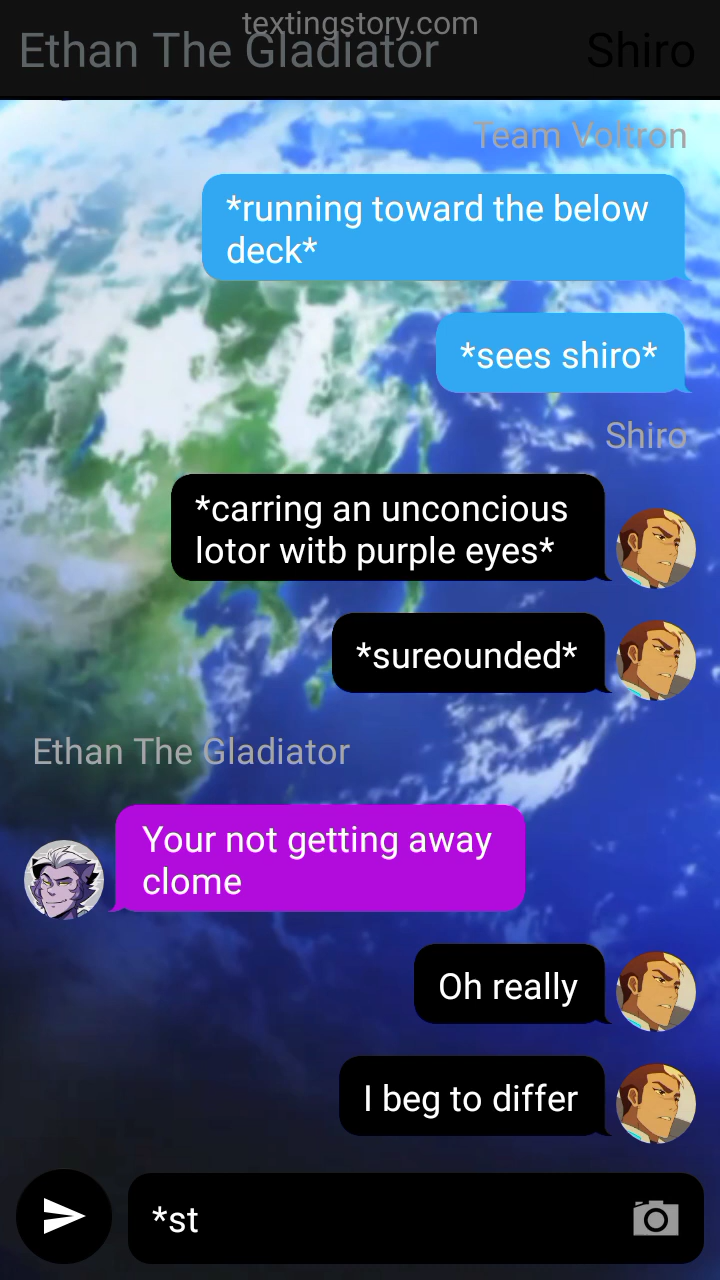 textingstory.com
Ethan The Gladiator
Shiro
Team Voltron
*running toward the below
deck*
*sees shiro*
Shiro
*carring an unconcious
lotor witb purple eyes*
*sureounded*
Ethan The Gladiator
Your not getting away
clome
Oh really
I beg to differ
*st